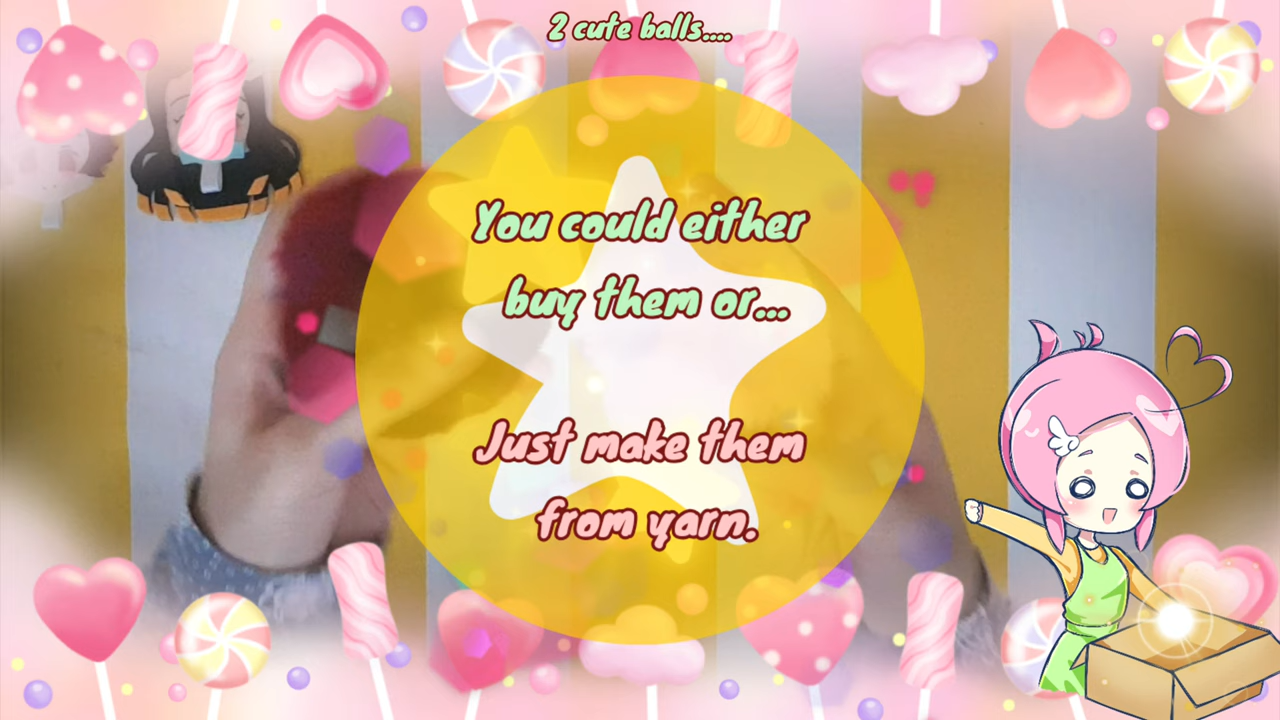 2 cute balls....
You could either
buy them or...
Just make them
from yarn.